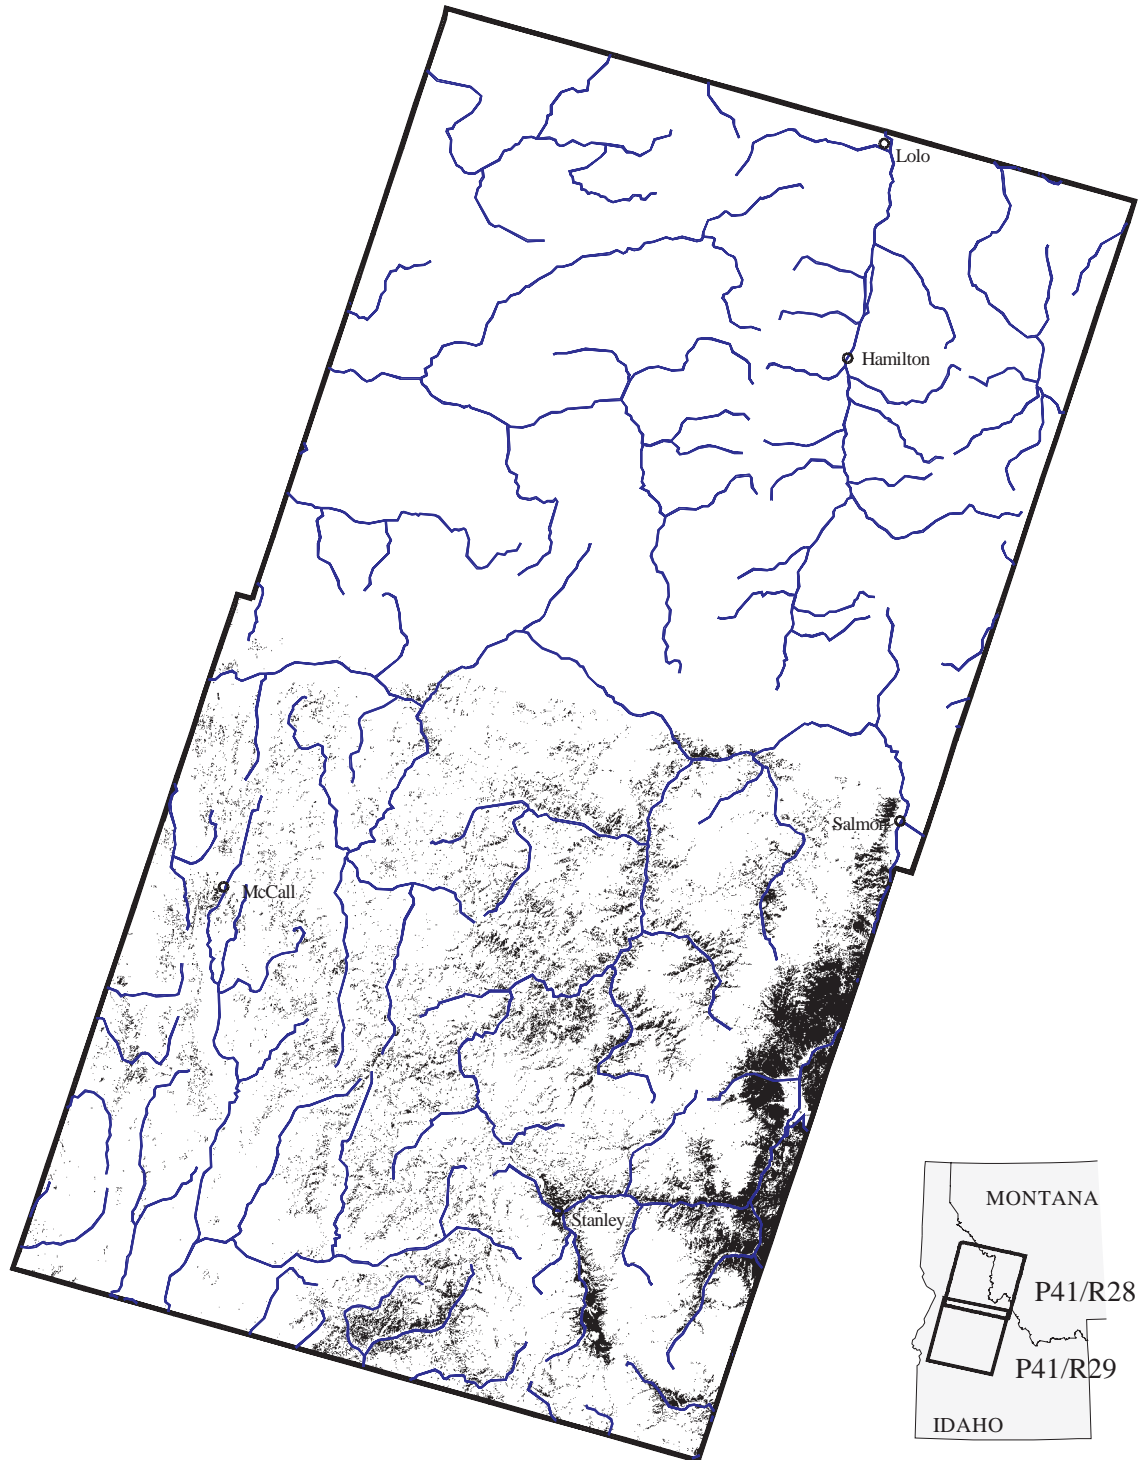 Lolo
Hamilton
Salmon
McCall
Stanley
MONTANA
P41/R28
P41/R29
IDAHO